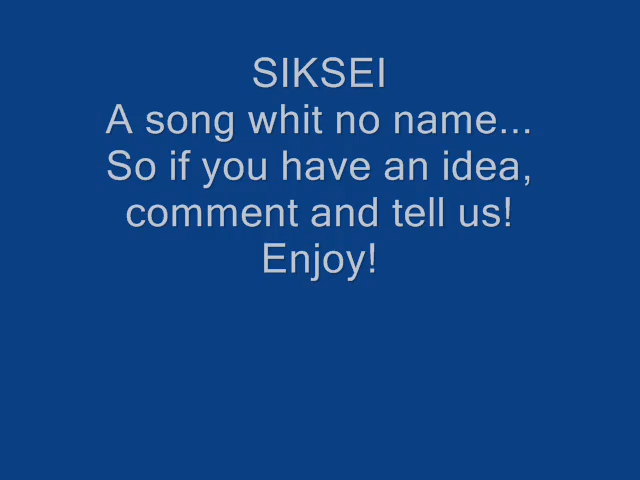 SIKSEI
A song whit no name...
So if you have an idea,
comment and tell us!
Enjoy!